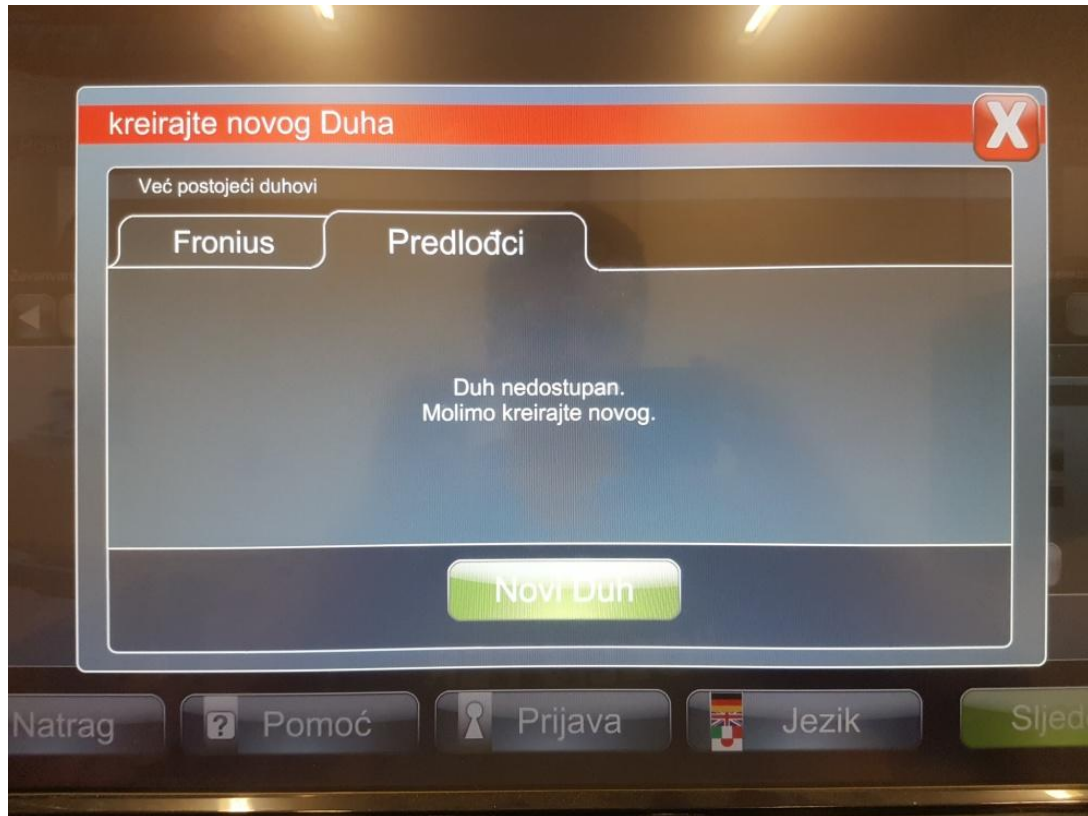 kreirajte novog Duha
X
Već postojeći duhovi
Fronius
Predlođci
Duh nedostupan.
Molimo kreirajte novog.
Novi Duh
Natrag
? Pomoć
Prijava
Jezik
Sljed